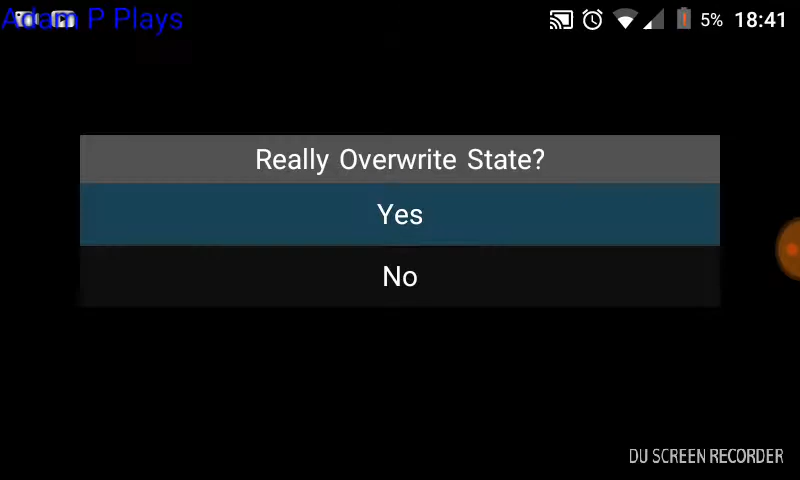 Adam P Plays
5% 18:41
Really Overwrite State?
Yes
No
DU SCREEN RECORDER